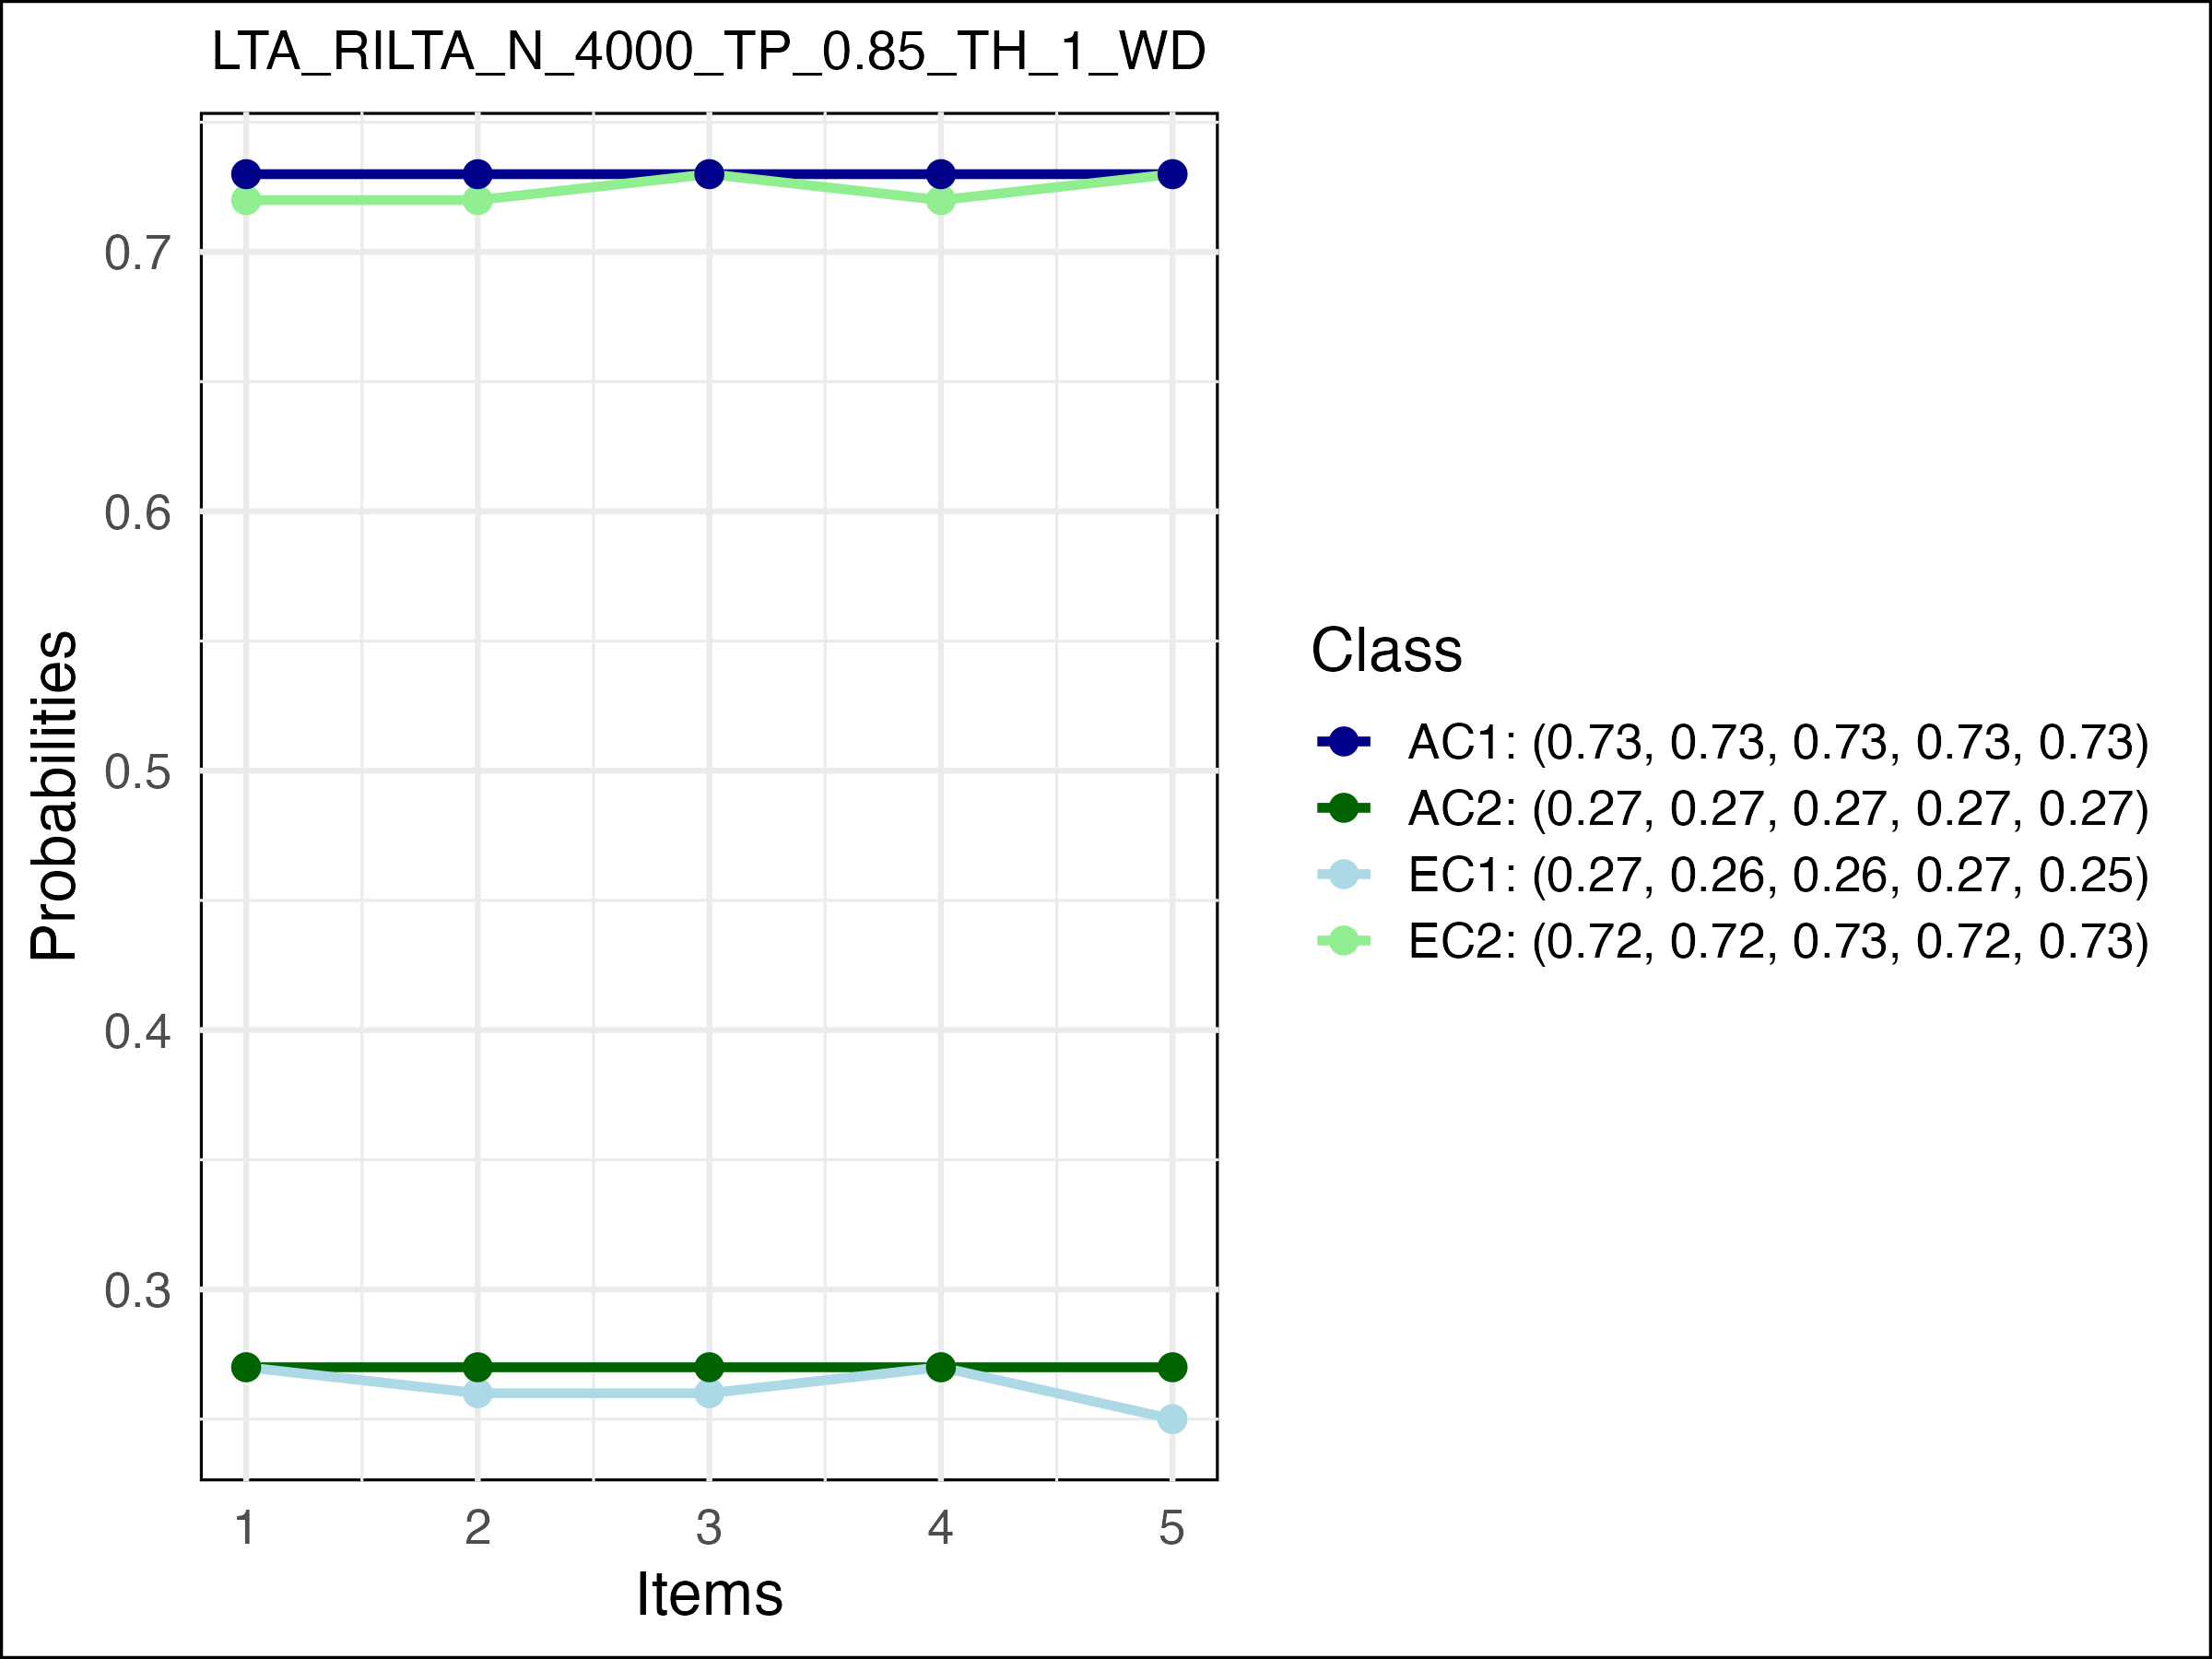 LTA_RILTA_N_4000_TP_0.85_TH_1_WD
Probabilities
0.7
0.6
0.5
0.4
0.3
1 2 3 4 5
Items
Class
AC1: (0.73, 0.73, 0.73, 0.73, 0.73)
AC2: (0.27, 0.27, 0.27, 0.27, 0.27)
EC1: (0.27, 0.26, 0.26, 0.27, 0.25)
EC2: (0.72, 0.72, 0.73, 0.72, 0.73)